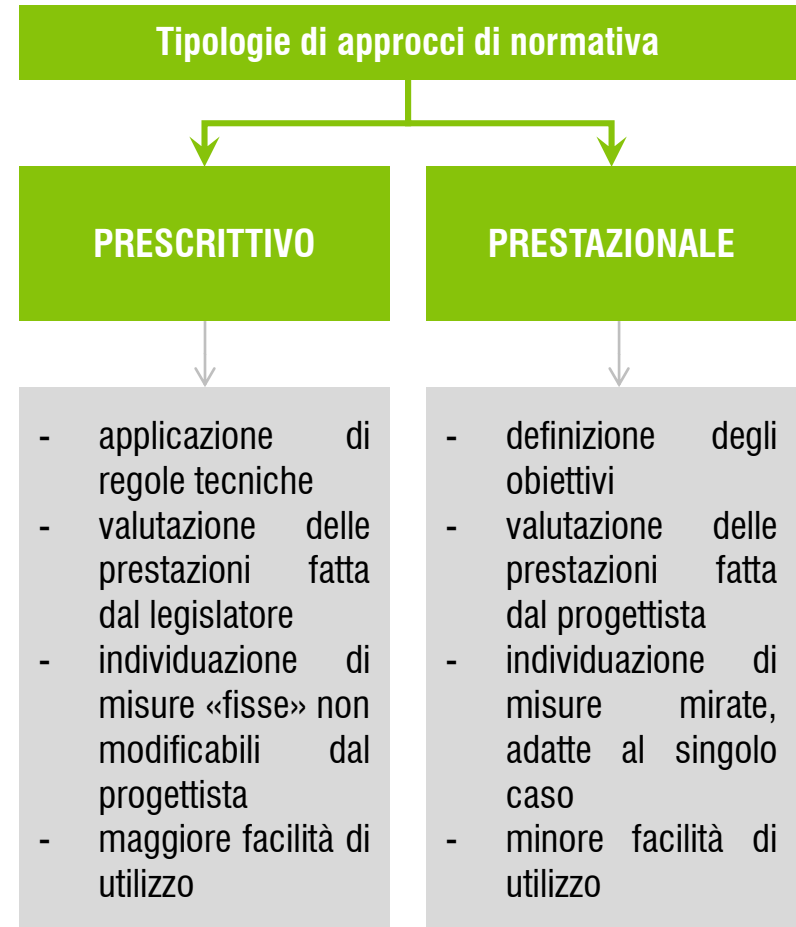 Tipologie di approcci di normativa
PRESCRITTIVO
- applicazione di
regole tecniche
- valutazione delle
prestazioni fatta
dal legislatore
- individuazione di
misure «fisse» non
modificabili dal
progettista
- maggiore facilità di
utilizzo
PRESTAZIONALE
- definizione degli
obiettivi
- valutazione delle
prestazioni fatta
dal progettista
- individuazione di
misure mirate,
adatte al singolo
caso
- minore facilità di
utilizzo